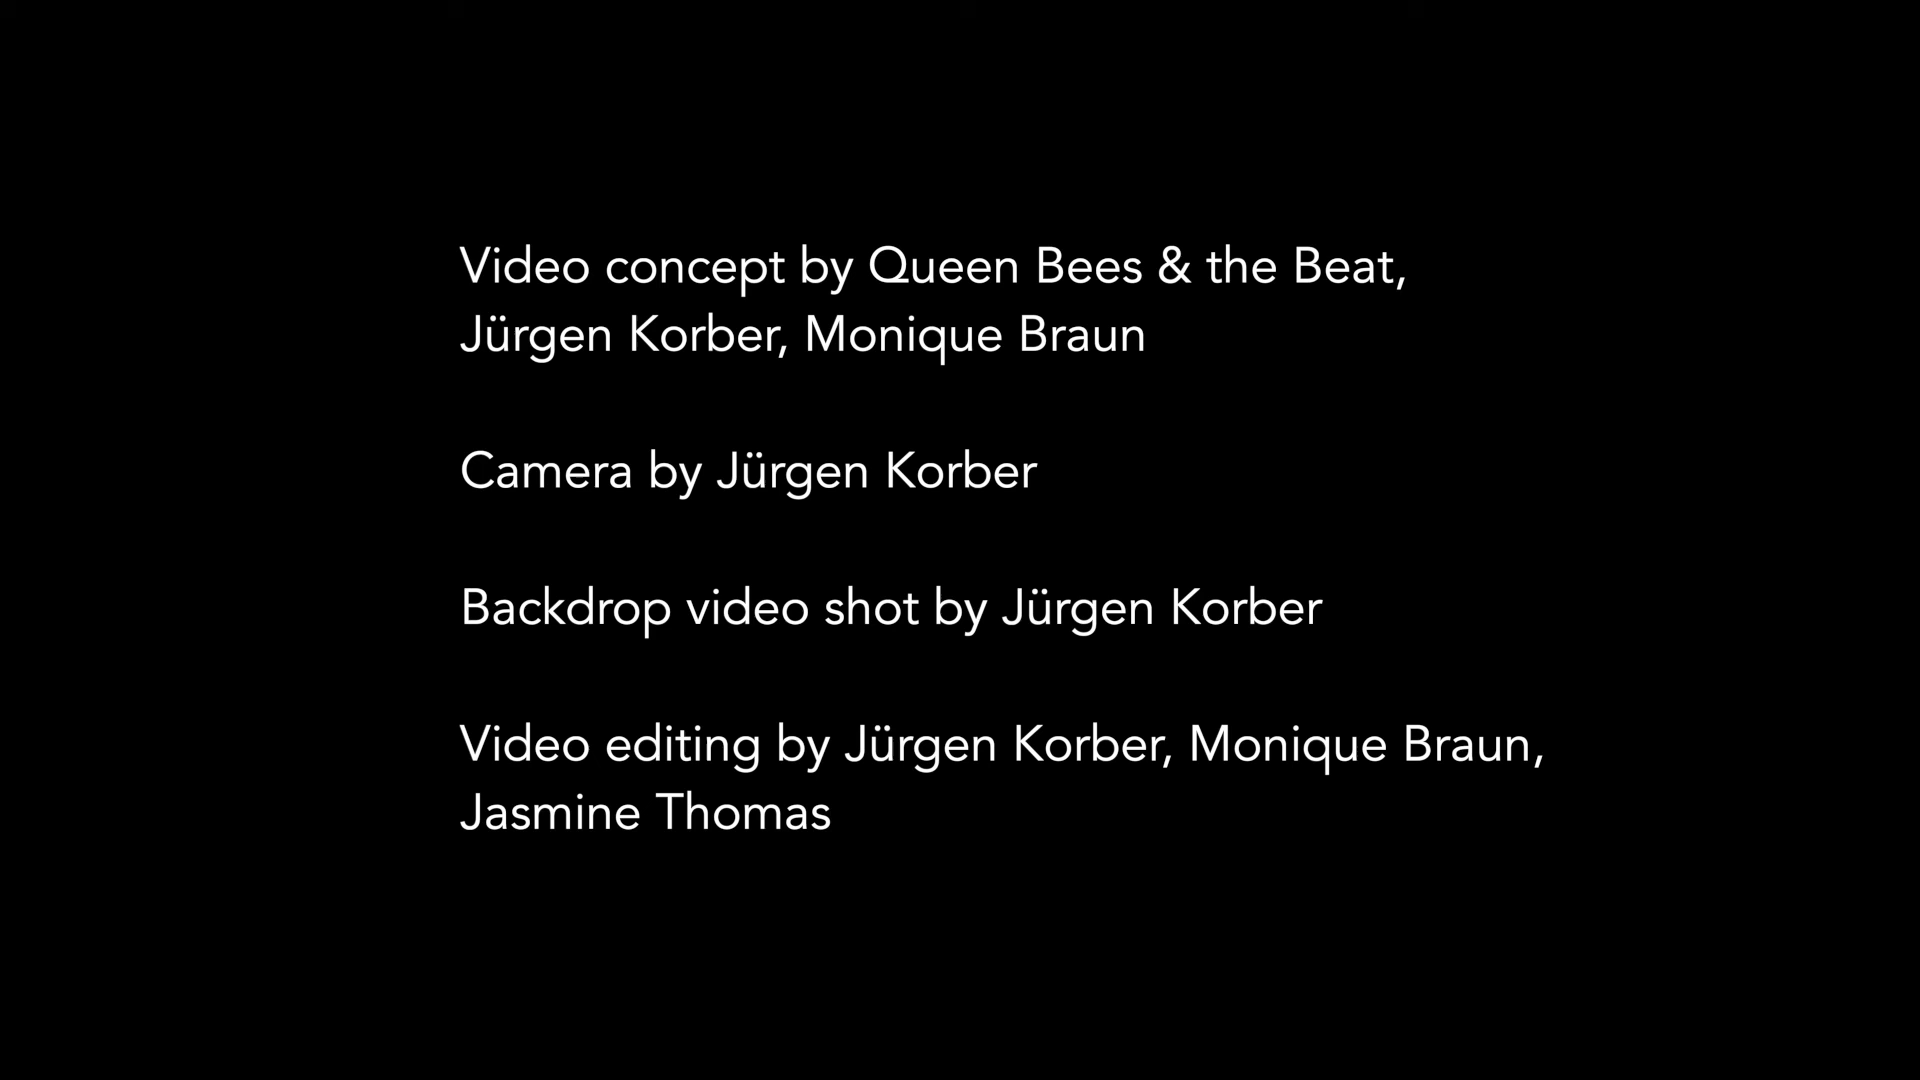 Video concept by Queen Bees & the Beat,
Jürgen Korber, Monique Braun
Camera by Jürgen Korber
Backdrop video shot by Jürgen Korber
Video editing by Jürgen Korber, Monique Braun,
Jasmine Thomas